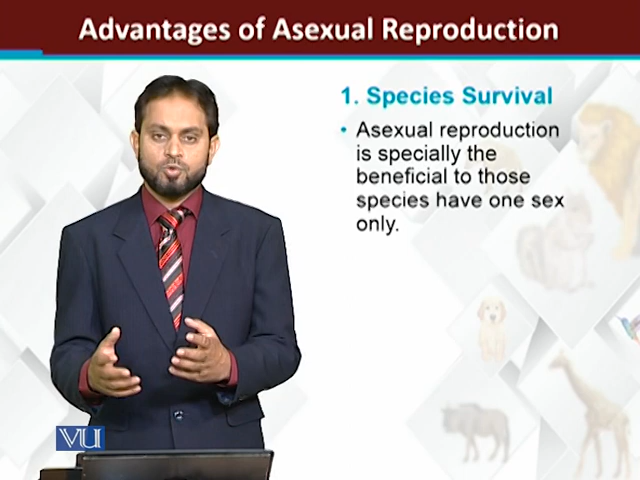 Advantages of Asexual Reproduction
1. Species Survival
• Asexual reproduction
is specially the
beneficial to those
species have one sex
only.
VU